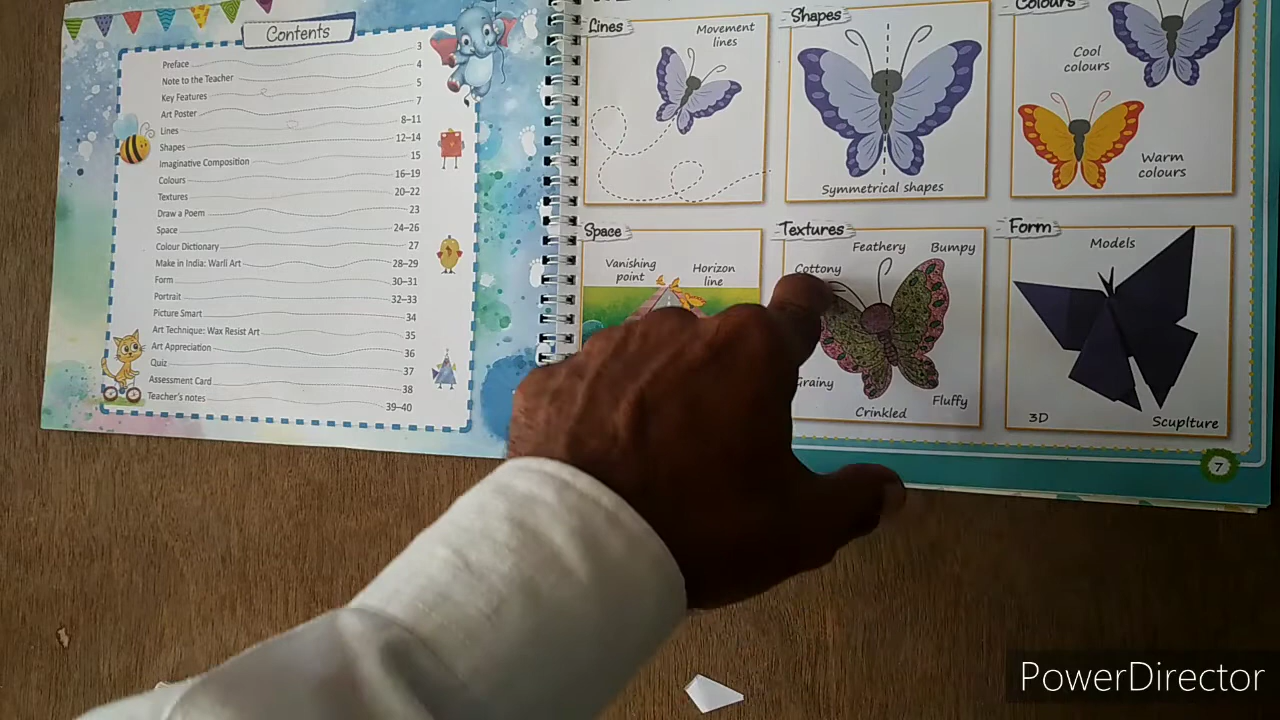 Contents
Preface 3
Note to the Teacher 4
Key Features 5
Art Poster 7
Lines 8–11
Shapes 12–14
Imaginative Composition 15
Colours 16–19
Textures 20–22
Draw a Poem 23
Space 24–26
Colour Dictionary 27
Make in India: Warli Art 28–29
Form 30–31
Portrait 32–33
Picture Smart 34
Art Technique: Wax Resist Art 35
Art Appreciation 36
Quiz 37
Assessment Card 38
Teacher's notes 39–40
Lines
Movement
lines
Shapes
Symmetrical shapes
Colours
Cool
colours
Warm
colours
Space
Vanishing
point
Horizon
line
Textures
Feathery
Bumpy
Cottony
Grainy
Crinkled
Fluffy
Form
Models
3D
Scuplture
7
PowerDirector